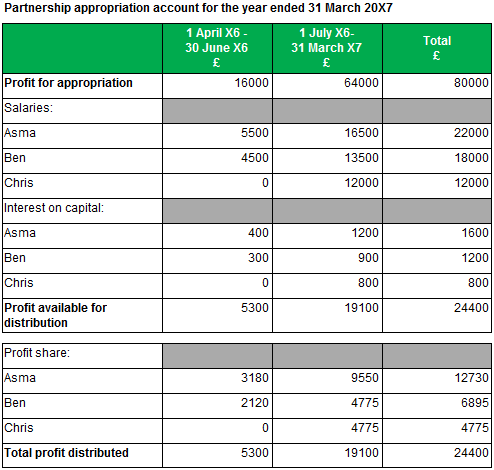 Partnership appropriation account for the year ended 31 March 20X7
1 April X6 - 30 June X6 £ 1 July X6- 31 March X7 £ Total £
Profit for appropriation 16000 64000 80000
Salaries:
Asma 5500 16500 22000
Ben 4500 13500 18000
Chris 0 12000 12000
Interest on capital:
Asma 400 1200 1600
Ben 300 900 1200
Chris 0 800 800
Profit available for distribution 5300 19100 24400
Profit share:
Asma 3180 9550 12730
Ben 2120 4775 6895
Chris 0 4775 4775
Total profit distributed 5300 19100 24400